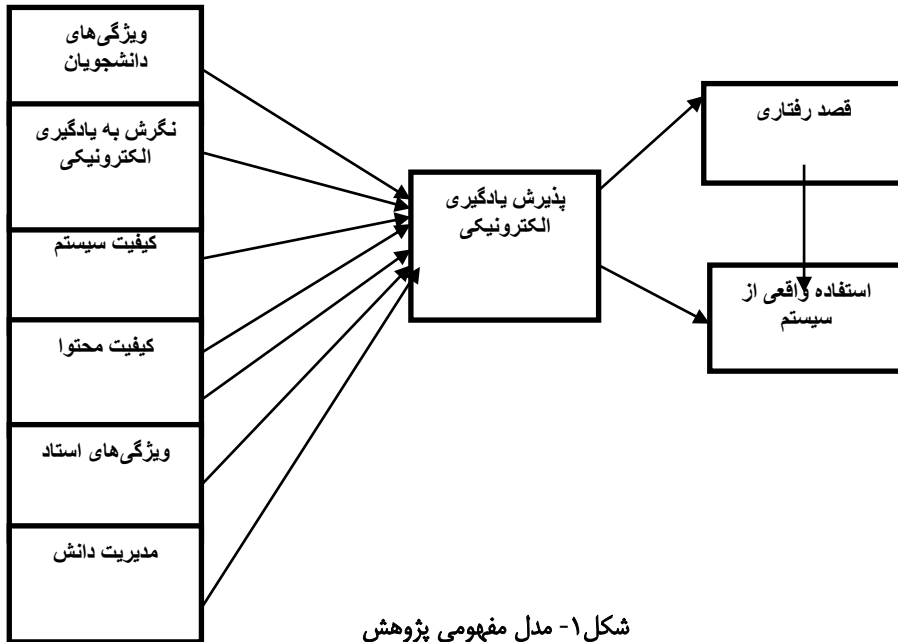 ویژگی‌های
دانشجویان
نگرش به یادگیری
الکترونیکی
کیفیت سیستم
کیفیت محتوا
ویژگی‌های استاد
مدیریت دانش
پذیرش یادگیری
الکترونیکی
قصد رفتاری
استفاده واقعی از
سیستم
شکل۱- مدل مفهومی پژوهش